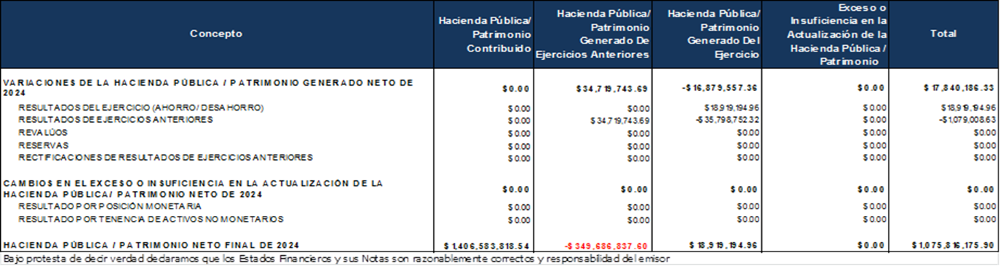 Concepto
Hacienda Pública/
Patrimonio
Contribuido
Hacienda Pública/
Patrimonio
Generado De
Ejercicios Anteriores
Hacienda Pública/
Patrimonio
Generado Del
Ejercicio
Exceso o
Insuficiencia en la
Actualización de la
Hacienda Pública /
Patrimonio
Total
VARIACIONES DE LA HACIENDA PÚBLICA / PATRIMONIO GENERADO NETO DE
2024
$0.00 $34,719,743.69 -$16,879,557.36 $0.00 $17,840,186.33
RESULTADOS DEL EJERCICIO (AHORRO/ DESAHORRO) $0.00 $0.00 $18,919,194.96 $0.00 $18,919,194.96
RESULTADOS DE EJERCICIOS ANTERIORES $0.00 $34,719,743.69 -$35,798,752.32 $0.00 -$1,079,008.63
REVALÚOS $0.00 $0.00 $0.00 $0.00 $0.00
RESERVAS $0.00 $0.00 $0.00 $0.00 $0.00
RECTIFICACIONES DE RESULTADOS DE EJERCICIOS ANTERIORES $0.00 $0.00 $0.00 $0.00 $0.00
CAMBIOS EN EL EXCESO O INSUFICIENCIA EN LA ACTUALIZACIÓN DE LA
HACIENDA PÚBLICA/ PATRIMONIO NETO DE 2024
$0.00 $0.00 $0.00 $0.00 $0.00
RESULTADO POR POSICIÓN MONETARIA $0.00 $0.00 $0.00 $0.00 $0.00
RESULTADO POR TENENCIA DE ACTIVOS NO MONETARIOS $0.00 $0.00 $0.00 $0.00 $0.00
HACIENDA PÚBLICA / PATRIMONIO NETO FINAL DE 2024 $1,406,583,818.54 -$349,686,837.60 $18,919,194.96 $0.00 $1,075,816,175.90
Bajo protesta de decir verdad declaramos que los Estados Financieros y sus Notas son razonablemente correctos y responsabilidad del emisor